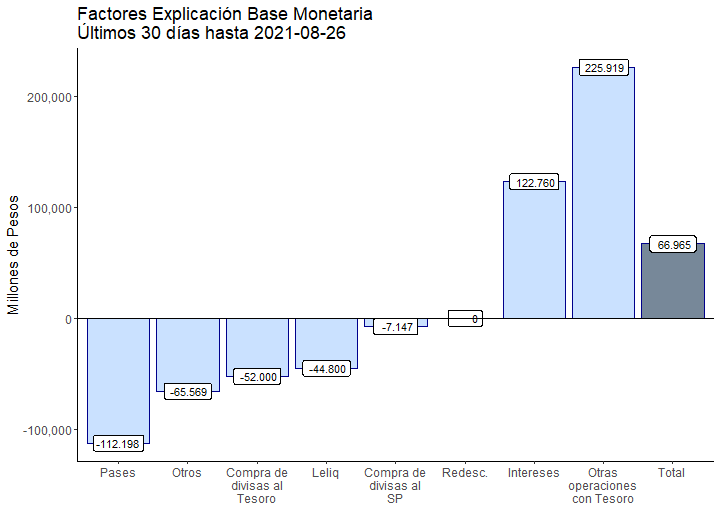 Factores Explicación Base Monetaria
Últimos 30 días hasta 2021-08-26
Millones de Pesos
200,000
100,000
0
-100,000
-112.198
-65.569
-52.000
-44.800
-7.147
0
122.760
225.919
66.965
Pases
Otros
Compra de
divisas al
Tesoro
Leliq
Compra de
divisas al
SP
Redesc.
Intereses
Otras
operaciones
con Tesoro
Total